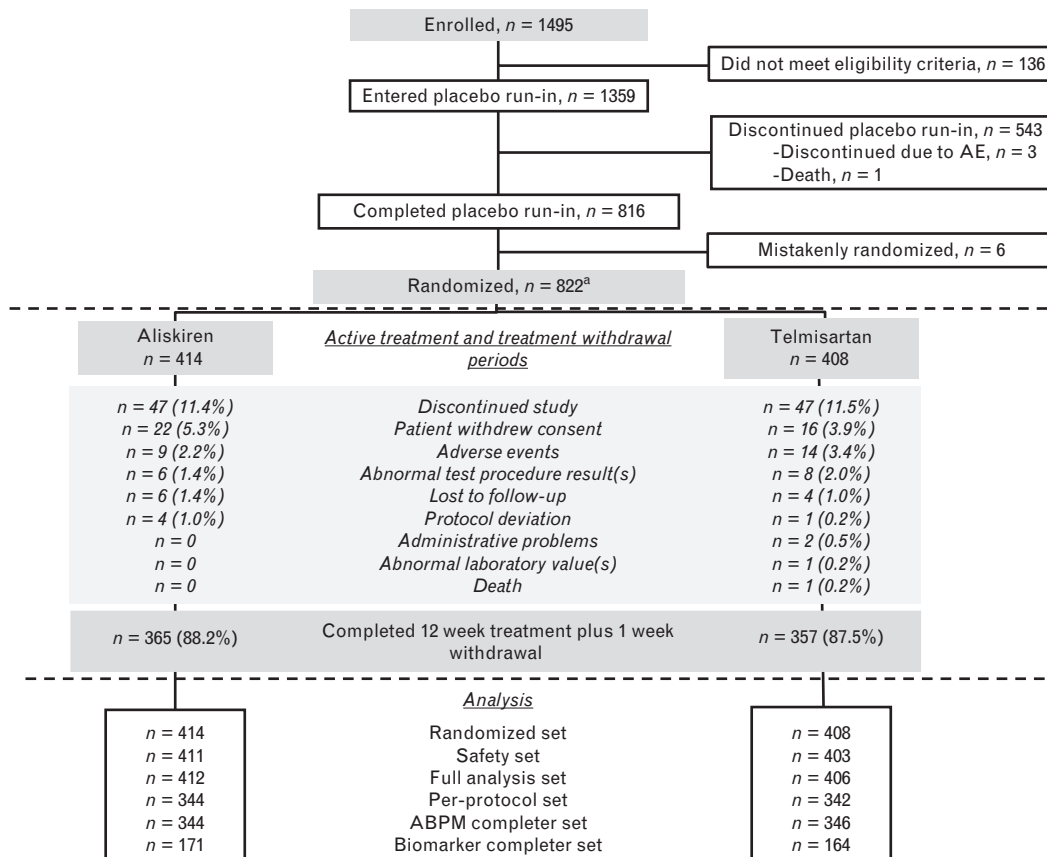 Enrolled, n = 1495
Did not meet eligibility criteria, n = 136
Entered placebo run-in, n = 1359
Discontinued placebo run-in, n = 543
-Discontinued due to AE, n = 3
-Death, n = 1
Completed placebo run-in, n = 816
Mistakenly randomized, n = 6
Randomized, n = 822ᵃ
Aliskiren
n = 414
Active treatment and treatment withdrawal
periods
Telmisartan
n = 408
n = 47 (11.4%) Discontinued study n = 47 (11.5%)
n = 22 (5.3%) Patient withdrew consent n = 16 (3.9%)
n = 9 (2.2%) Adverse events n = 14 (3.4%)
n = 6 (1.4%) Abnormal test procedure result(s) n = 8 (2.0%)
n = 6 (1.4%) Lost to follow-up n = 4 (1.0%)
n = 4 (1.0%) Protocol deviation n = 1 (0.2%)
n = 0 Administrative problems n = 2 (0.5%)
n = 0 Abnormal laboratory value(s) n = 1 (0.2%)
n = 0 Death n = 1 (0.2%)
n = 365 (88.2%)
Completed 12 week treatment plus 1 week
withdrawal
n = 357 (87.5%)
Analysis
n = 414 Randomized set n = 408
n = 411 Safety set n = 403
n = 412 Full analysis set n = 406
n = 344 Per-protocol set n = 342
n = 344 ABPM completer set n = 346
n = 171 Biomarker completer set n = 164